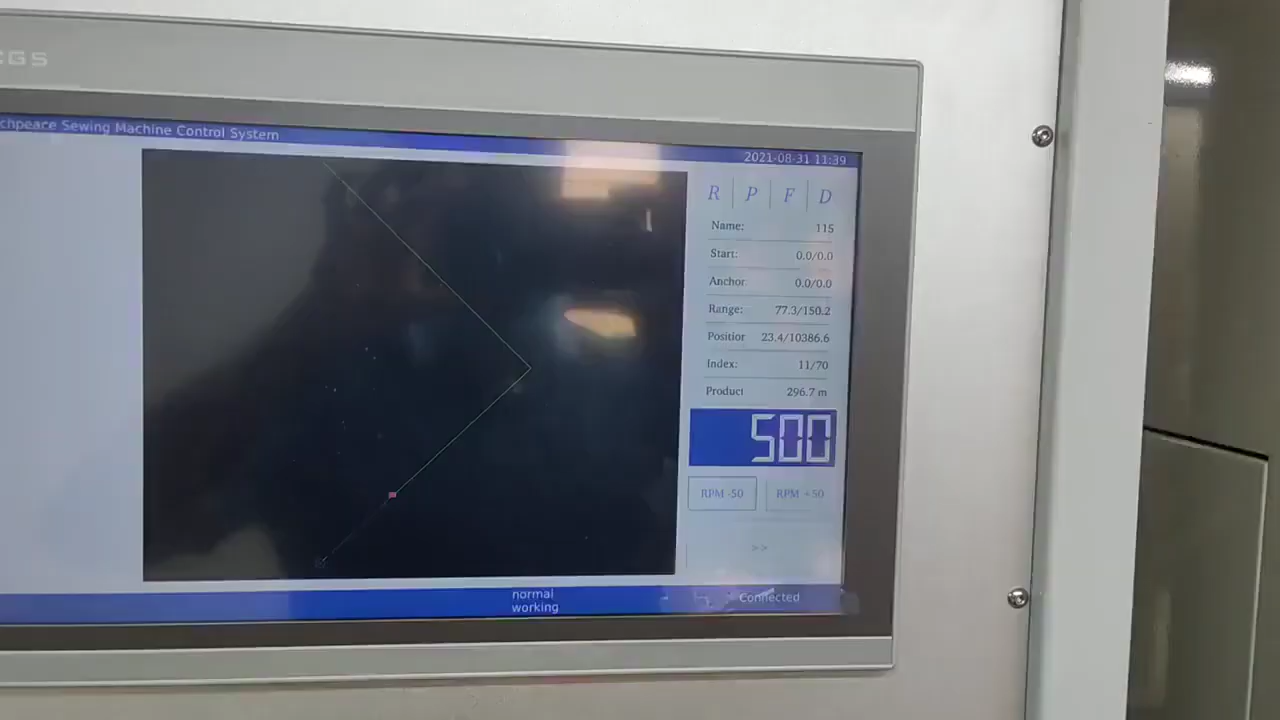 CGS
chpeace Sewing Machine Control System
2021-08-31 11:39
R P F D
Name: 115
Start: 0.0/0.0
Anchor 0.0/0.0
Range: 77.3/150.2
Position 23.4/10386.6
Index: 11/70
Product 296.7 m
500
RPM -50 RPM +50
>>
normal
working
Connected